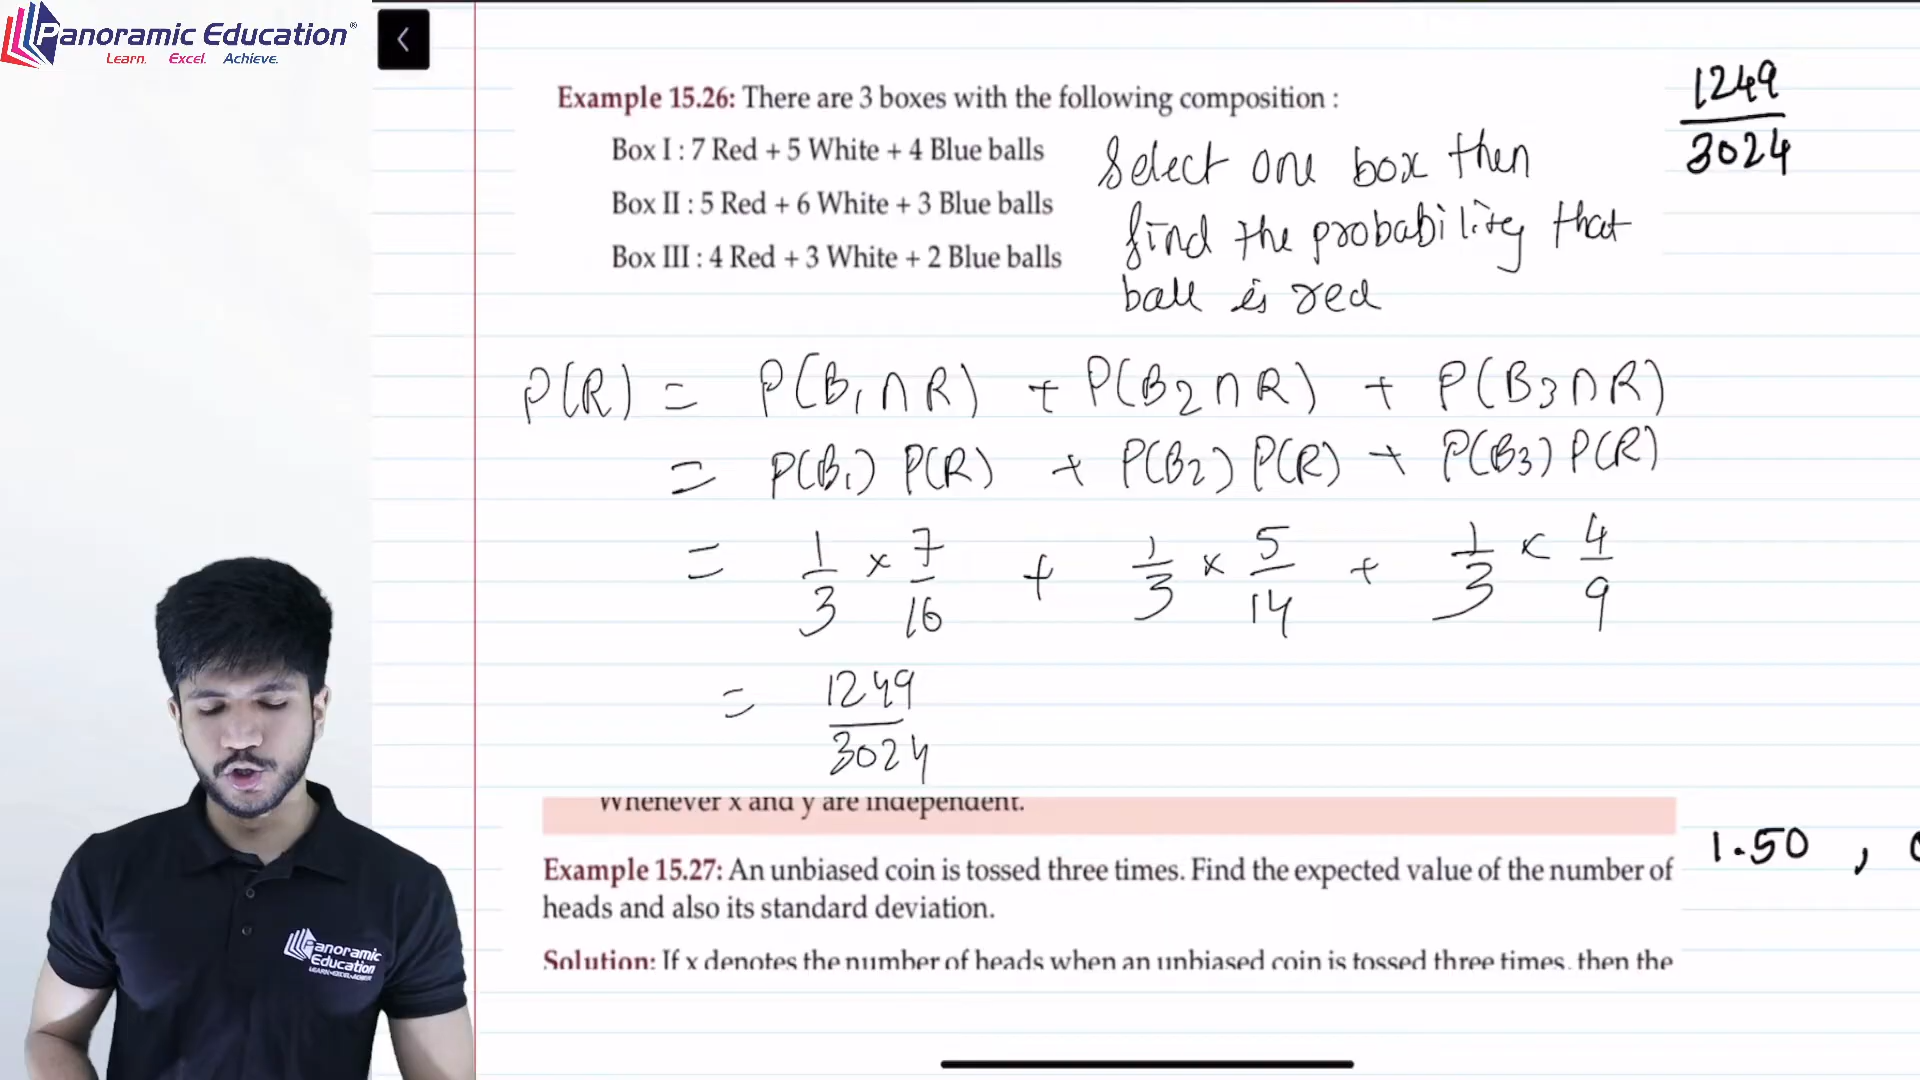 Panoramic Education®
Learn. Excel. Achieve.
Example 15.26: There are 3 boxes with the following composition :
Box I : 7 Red + 5 White + 4 Blue balls
Box II : 5 Red + 6 White + 3 Blue balls
Box III : 4 Red + 3 White + 2 Blue balls
Select one box then
find the probability that
ball is red
1249
3024
P(R) = P(B1∩R) + P(B2∩R) + P(B3∩R)
= P(B1) P(R) + P(B2) P(R) + P(B3) P(R)
= 1/3 × 7/16 + 1/3 × 5/14 + 1/3 × 4/9
= 1249/3024
Whenever x and y are independent.
Example 15.27: An unbiased coin is tossed three times. Find the expected value of the number of
heads and also its standard deviation.
1.50 ,
Solution: If x denotes the number of heads when an unbiased coin is tossed three times, then the
Panoramic
Education
LEARN•EXCEL•ACHIEVE